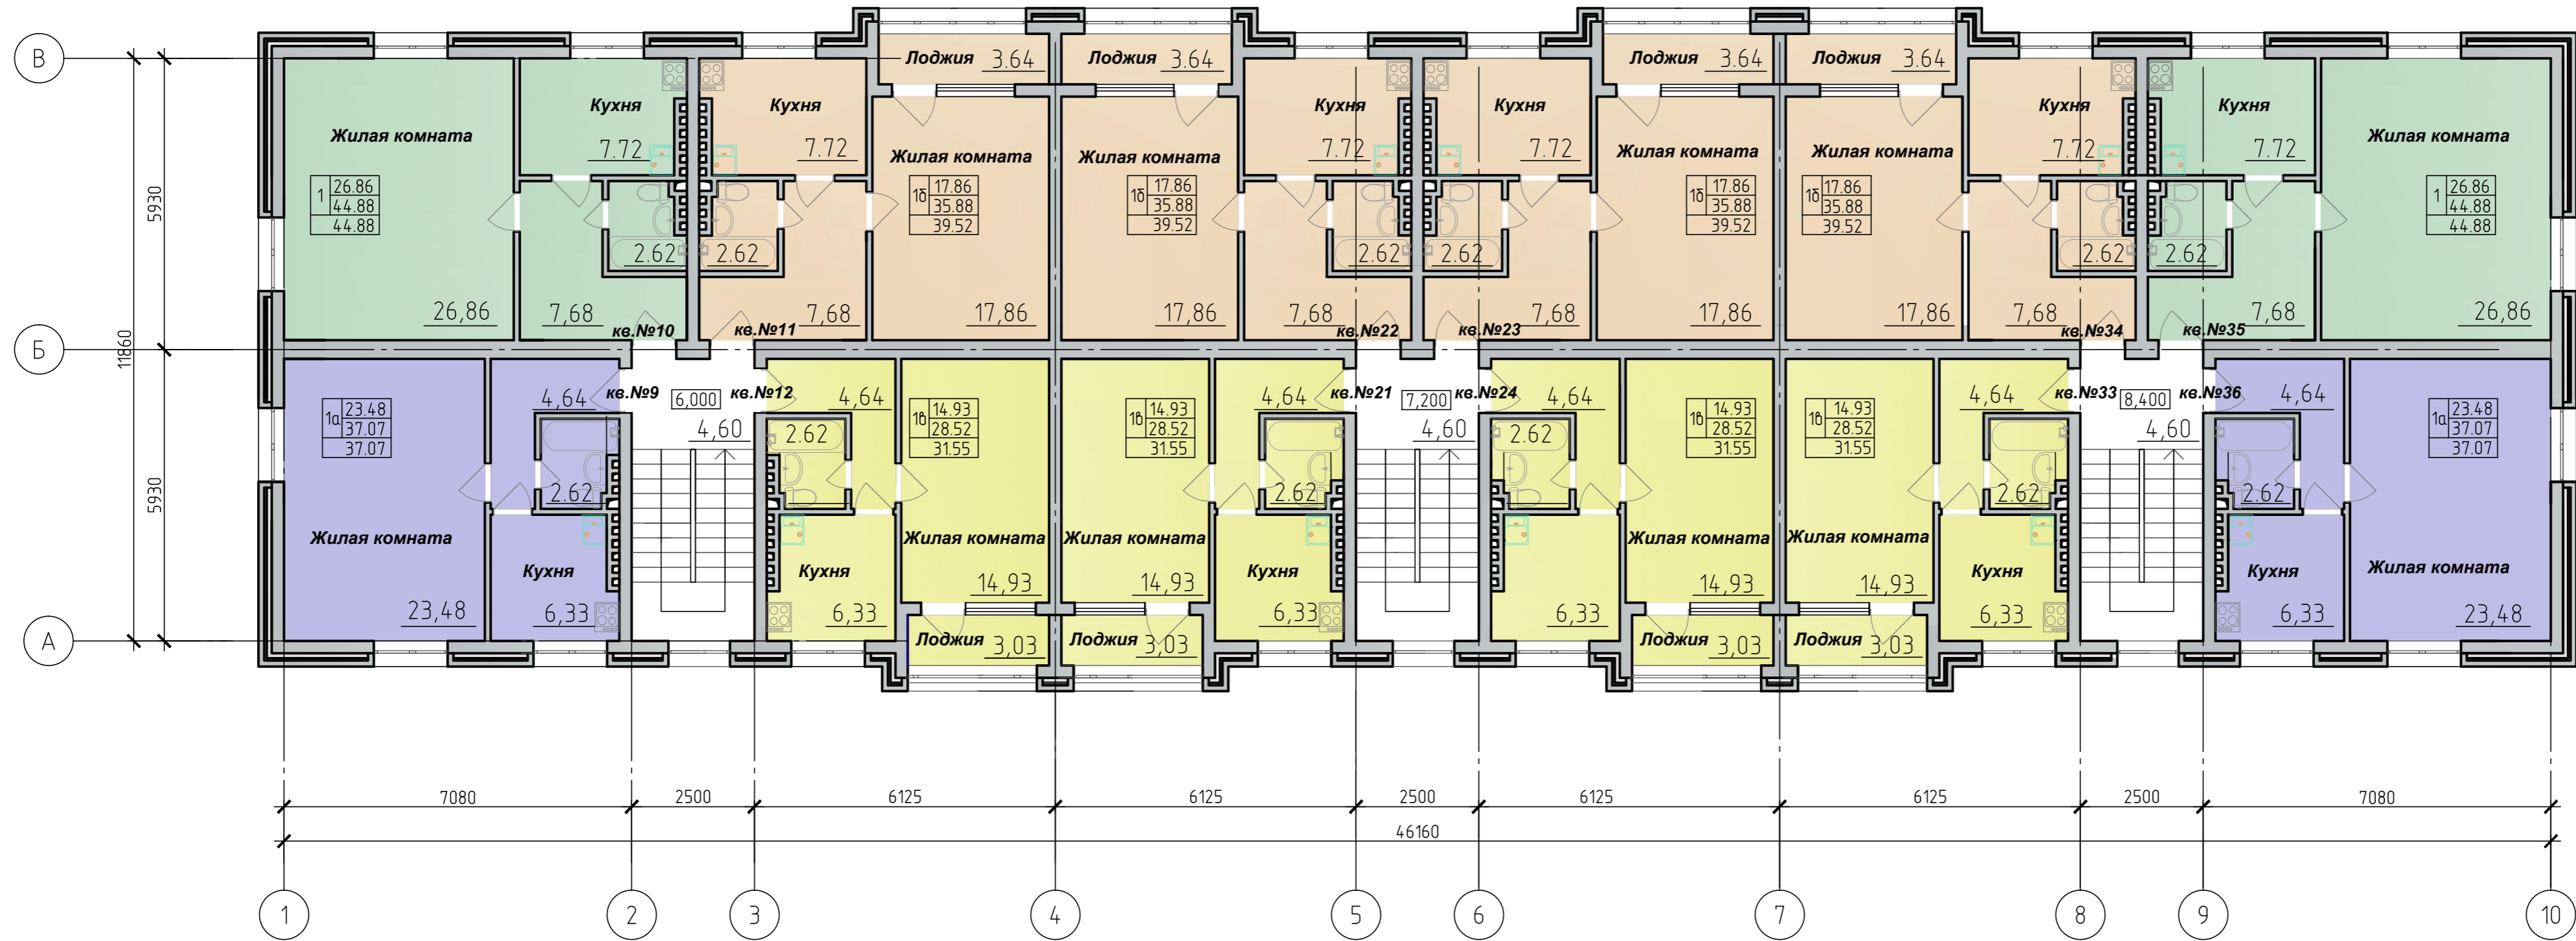 В
Б
А
5930
5930
11860
Лоджия 3.64
Лоджия 3.64
Лоджия 3.64
Лоджия 3.64
Жилая комната
1 26.86
44.88
44.88
26,86
Кухня
7.72
2.62
7,68
кв.№10
Кухня
7.72
2.62
7,68
кв.№11
Жилая комната
1б 17.86
35.88
39.52
17,86
Жилая комната
1б 17.86
35.88
39.52
17,86
Кухня
7.72
2.62
7,68
кв.№22
Кухня
7.72
2.62
7,68
кв.№23
Жилая комната
1б 17.86
35.88
39.52
17,86
Жилая комната
1б 17.86
35.88
39.52
17,86
Кухня
7.72
2.62
7,68
кв.№34
Кухня
7.72
2.62
7,68
кв.№35
Жилая комната
1 26.86
44.88
44.88
26,86
1а 23.48
37.07
37.07
Жилая комната
23,48
4,64
кв.№9
2.62
Кухня
6,33
6,000
4,60
кв.№12
4,64
2.62
Кухня
6,33
1в 14.93
28.52
31.55
Жилая комната
14,93
Лоджия 3,03
1в 14.93
28.52
31.55
Жилая комната
14,93
Лоджия 3,03
4,64
кв.№21
2.62
Кухня
6,33
7,200
4,60
кв.№24
4,64
2.62
6,33
1в 14.93
28.52
31.55
Жилая комната
14,93
Лоджия 3,03
1в 14.93
28.52
31.55
Жилая комната
14,93
Лоджия 3,03
4,64
кв.№33
2.62
Кухня
6,33
8,400
4,60
кв.№36
4,64
2.62
Кухня
6,33
1а 23.48
37.07
37.07
Жилая комната
23,48
7080 2500 6125 6125 2500 6125 6125 2500 7080
46160
1 2 3 4 5 6 7 8 9 10